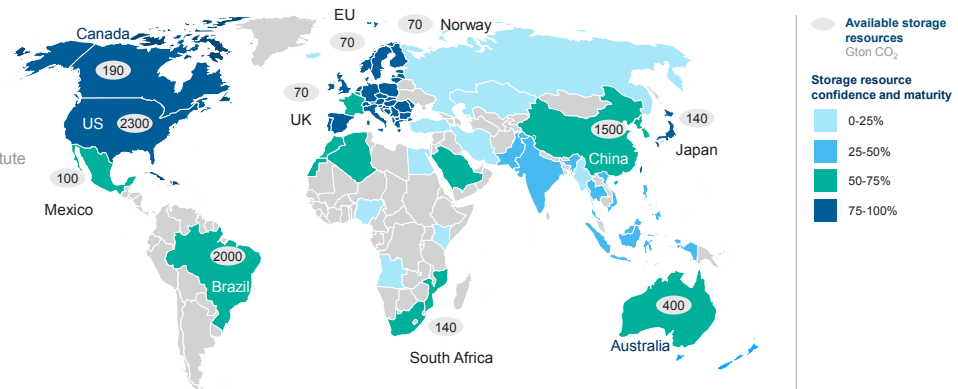 EU
70
70
Norway
Canada
190
70
UK
US 2300
1500
China
140
Japan
tute
100
Mexico
2000
Brazil
400
Australia
140
South Africa
Available storage
resources
Gton CO₂
Storage resource
confidence and maturity
0-25%
25-50%
50-75%
75-100%